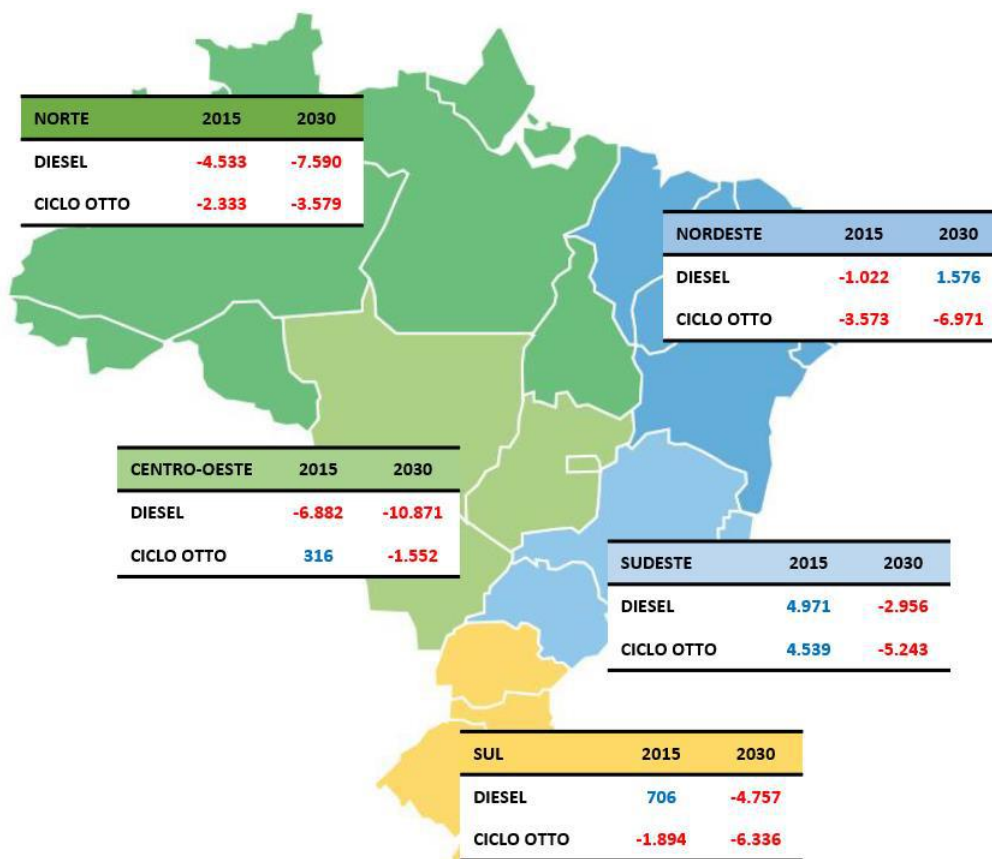 NORTE 2015 2030
DIESEL -4.533 -7.590
CICLO OTTO -2.333 -3.579
NORDESTE 2015 2030
DIESEL -1.022 1.576
CICLO OTTO -3.573 -6.971
CENTRO-OESTE 2015 2030
DIESEL -6.882 -10.871
CICLO OTTO 316 -1.552
SUDESTE 2015 2030
DIESEL 4.971 -2.956
CICLO OTTO 4.539 -5.243
SUL 2015 2030
DIESEL 706 -4.757
CICLO OTTO -1.894 -6.336